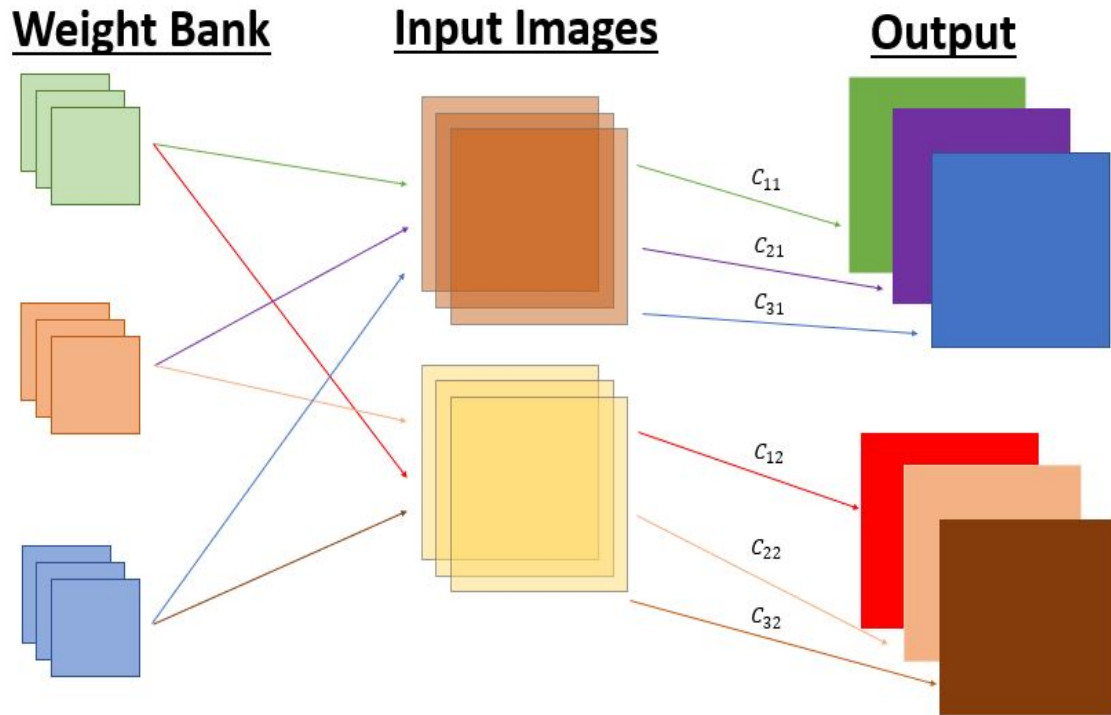 Weight Bank
Input Images
Output
C₁₁
C₂₁
C₃₁
C₁₂
C₂₂
C₃₂